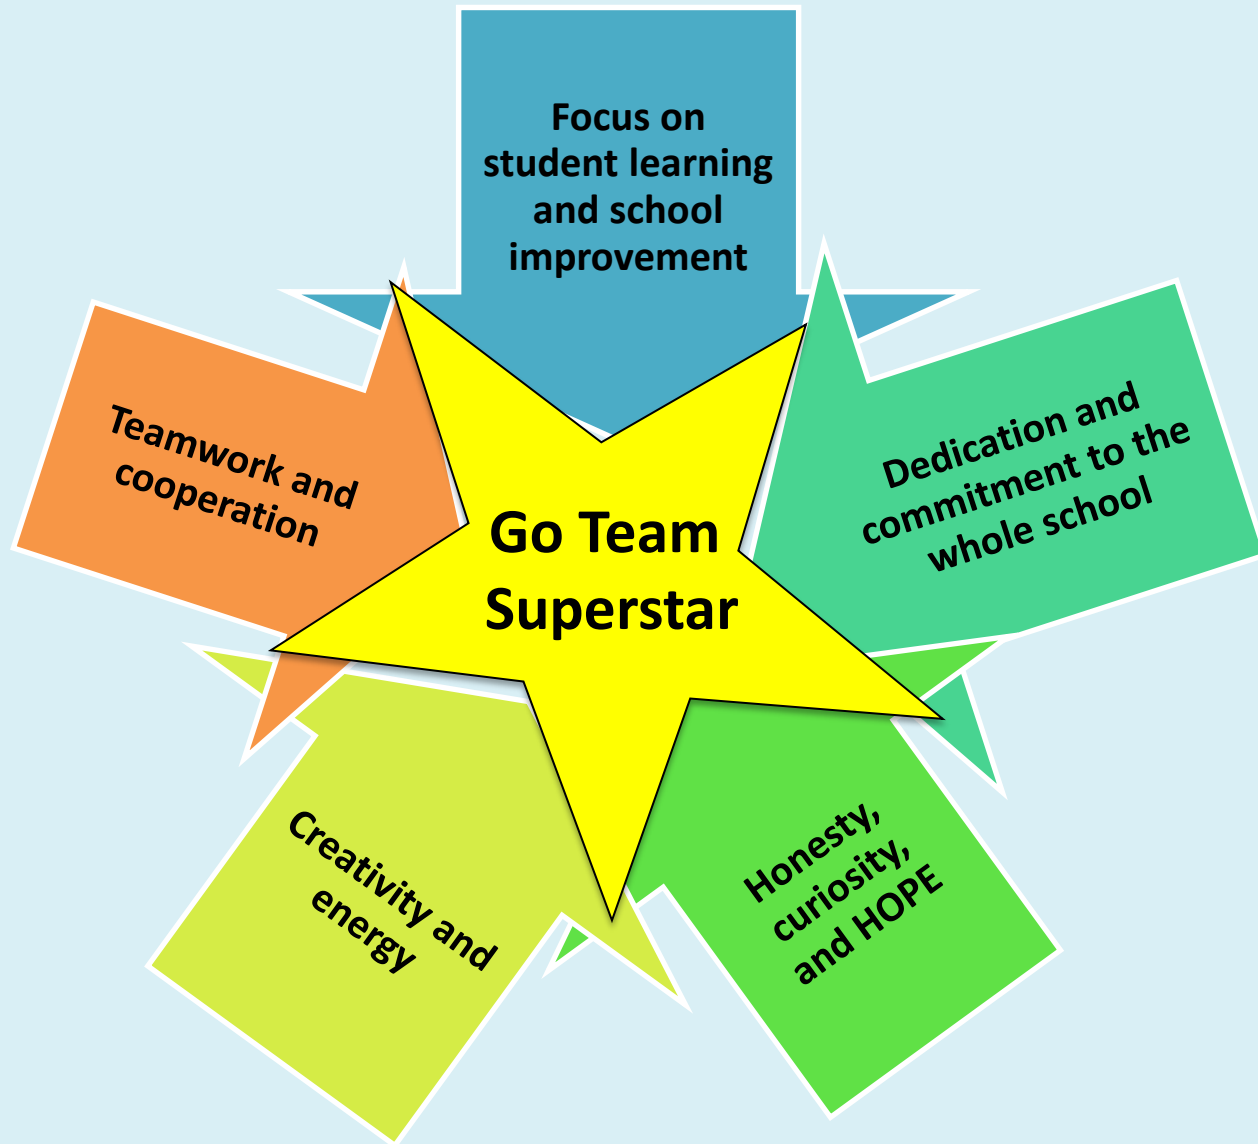 Focus on
student learning
and school
improvement
Teamwork and
cooperation
Dedication and
commitment to the
whole school
Go Team
Superstar
Creativity and
energy
Honesty,
curiosity,
and HOPE